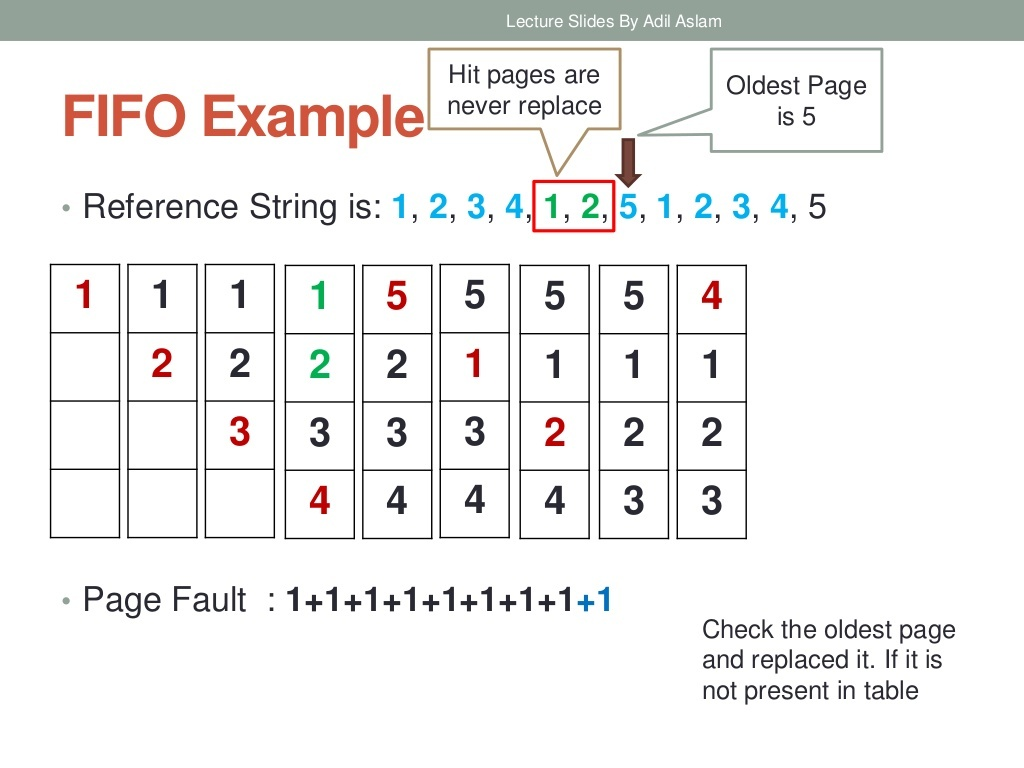 Lecture Slides By Adil Aslam
Hit pages are
never replace
Oldest Page
is 5
FIFO Example
• Reference String is: 1, 2, 3, 4, 1, 2, 5, 1, 2, 3, 4, 5
1 1 1 1 5 5 5 5 4
2 2 2 2 1 1 1 1
3 3 3 3 2 2 2
4 4 4 4 3 3
• Page Fault : 1+1+1+1+1+1+1+1+1
Check the oldest page
and replaced it. If it is
not present in table